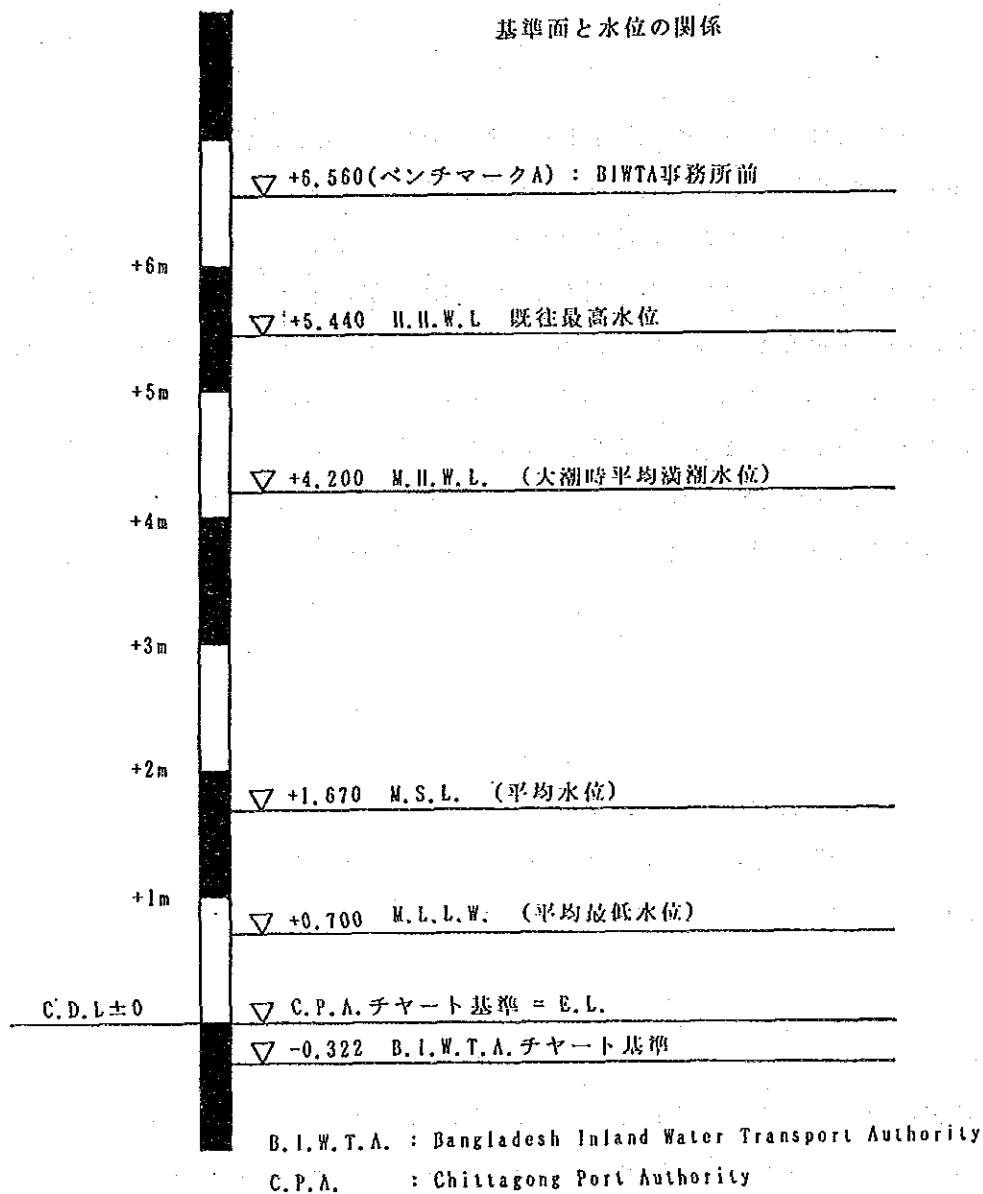 基準面と水位の関係
▽ +6.560(ベンチマークA) : BIWTA事務所前
+6m
▽ +5.440 H.H.W.L 既往最高水位
+5m
▽ +4.200 M.H.W.L. (大潮時平均満潮水位)
+4m
+3m
+2m
▽ +1.670 M.S.L. (平均水位)
+1m
▽ +0.700 M.L.L.W. (平均最低水位)
C.D.L±0 ▽ C.P.A.チャート基準 = E.L.
▽ -0.322 B.I.W.T.A.チャート基準
B.I.W.T.A. : Bangladesh Inland Water Transport Authority
C.P.A. : Chittagong Port Authority